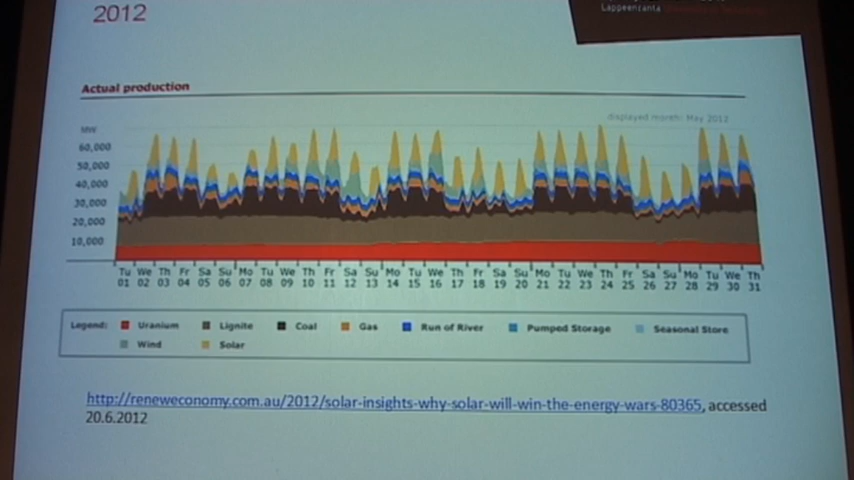 2012
Lappeenranta University of Technology
Actual production
displayed month: May 2012
MW
60,000
50,000
40,000
30,000
20,000
10,000
Tu We Th Fr Sa Su Mo Tu We Th Fr Sa Su Mo Tu We Th Fr Sa Su Mo Tu We Th Fr Sa Su Mo Tu We Th
01 02 03 04 05 06 07 08 09 10 11 12 13 14 15 16 17 18 19 20 21 22 23 24 25 26 27 28 29 30 31
Legend: Uranium Lignite Coal Gas Run of River Pumped Storage Seasonal Store
Wind Solar
http://reneweconomy.com.au/2012/solar-insights-why-solar-will-win-the-energy-wars-80365, accessed
20.6.2012